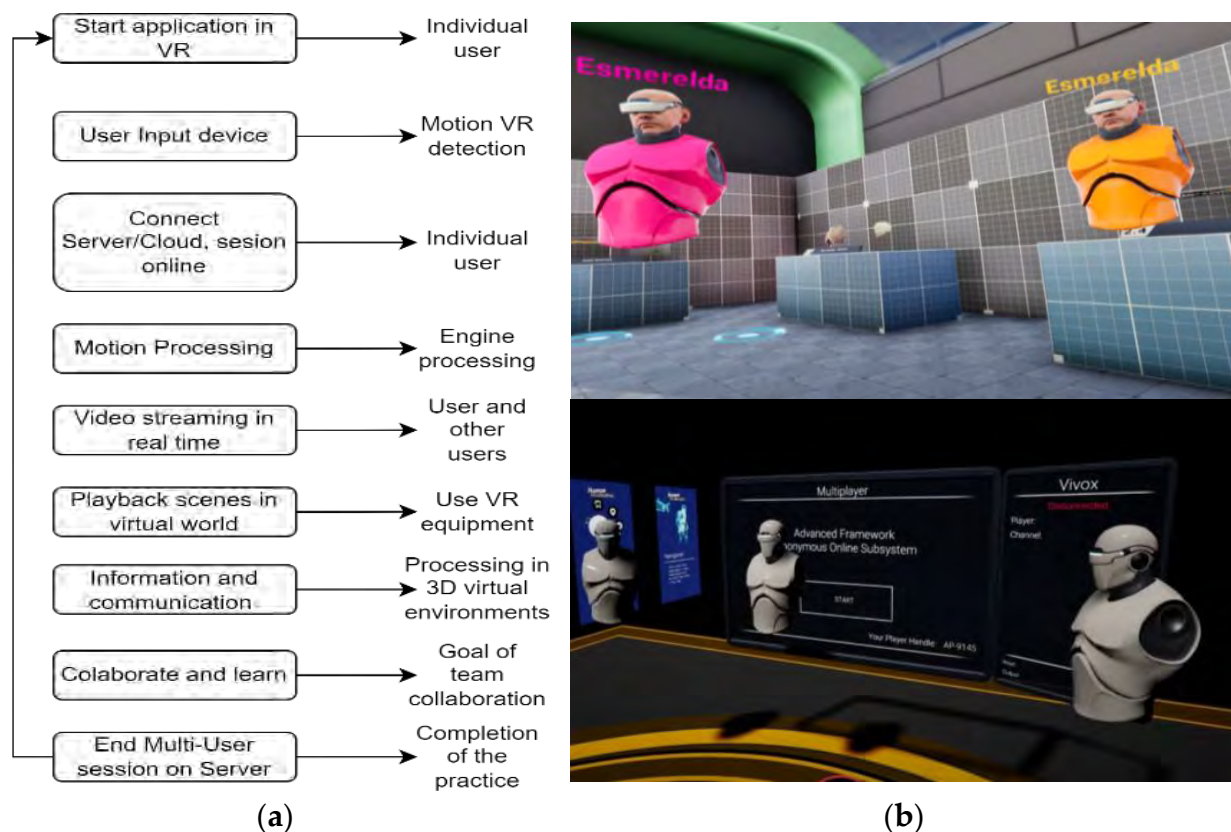 Start application in
VR
Individual
user
User Input device
Motion VR
detection
Connect
Server/Cloud, sesion
online
Individual
user
Motion Processing
Engine
processing
Video streaming in
real time
User and
other
users
Playback scenes in
virtual world
Use VR
equipment
Information and
communication
Processing in
3D virtual
environments
Colaborate and learn
Goal of
team
collaboration
End Multi-User
session on Server
Completion
of the
practice
(a)
Esmerelda
Esmerelda
Multiplayer
Advanced Framework
onymous Online Subsystem
START
Your Player Handle: AP-9145
Vivox
Disconnected
Player:
Channel:
(b)